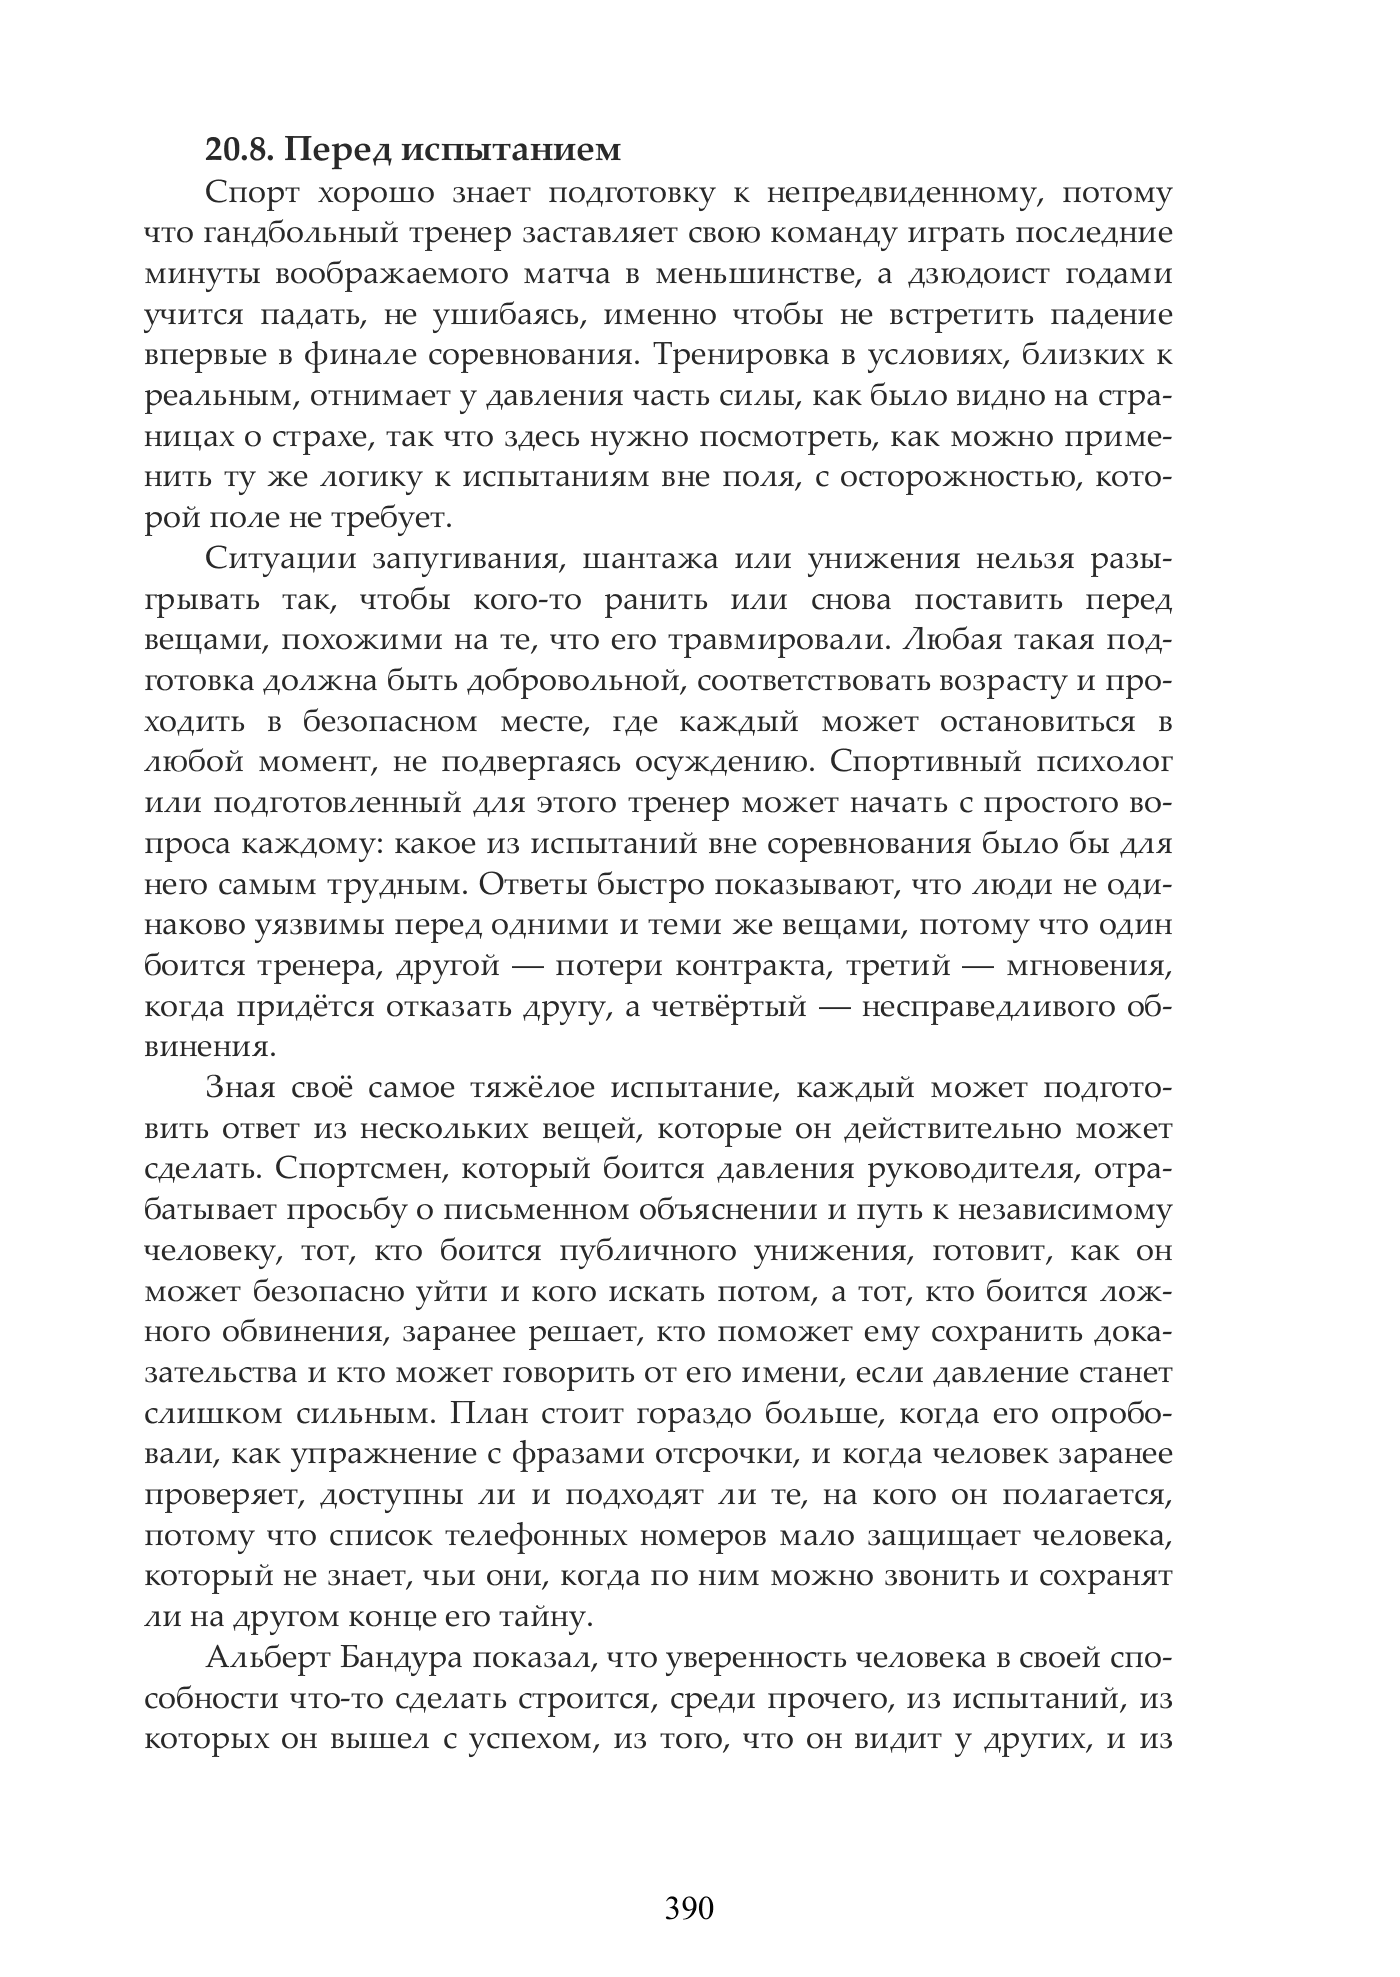 20.8. Перед испытанием
Спорт хорошо знает подготовку к непредвиденному, потому
что гандбольный тренер заставляет свою команду играть последние
минуты воображаемого матча в меньшинстве, а дзюдоист годами
учится падать, не ушибаясь, именно чтобы не встретить падение
впервые в финале соревнования. Тренировка в условиях, близких к
реальным, отнимает у давления часть силы, как было видно на стра-
ницах о страхе, так что здесь нужно посмотреть, как можно приме-
нить ту же логику к испытаниям вне поля, с осторожностью, кото-
рой поле не требует.
Ситуации запугивания, шантажа или унижения нельзя разы-
грывать так, чтобы кого-то ранить или снова поставить перед
вещами, похожими на те, что его травмировали. Любая такая под-
готовка должна быть добровольной, соответствовать возрасту и про-
ходить в безопасном месте, где каждый может остановиться в
любой момент, не подвергаясь осуждению. Спортивный психолог
или подготовленный для этого тренер может начать с простого во-
проса каждому: какое из испытаний вне соревнования было бы для
него самым трудным. Ответы быстро показывают, что люди не оди-
наково уязвимы перед одними и теми же вещами, потому что один
боится тренера, другой — потери контракта, третий — мгновения,
когда придётся отказать другу, а четвёртый — несправедливого об-
винения.
Зная своё самое тяжёлое испытание, каждый может подгото-
вить ответ из нескольких вещей, которые он действительно может
сделать. Спортсмен, который боится давления руководителя, отра-
батывает просьбу о письменном объяснении и путь к независимому
человеку, тот, кто боится публичного унижения, готовит, как он
может безопасно уйти и кого искать потом, а тот, кто боится лож-
ного обвинения, заранее решает, кто поможет ему сохранить дока-
зательства и кто может говорить от его имени, если давление станет
слишком сильным. План стоит гораздо больше, когда его опробо-
вали, как упражнение с фразами отсрочки, и когда человек заранее
проверяет, доступны ли и подходят ли те, на кого он полагается,
потому что список телефонных номеров мало защищает человека,
который не знает, чьи они, когда по ним можно звонить и сохранят
ли на другом конце его тайну.
Альберт Бандура показал, что уверенность человека в своей спо-
собности что-то сделать строится, среди прочего, из испытаний, из
которых он вышел с успехом, из того, что он видит у других, и из
390